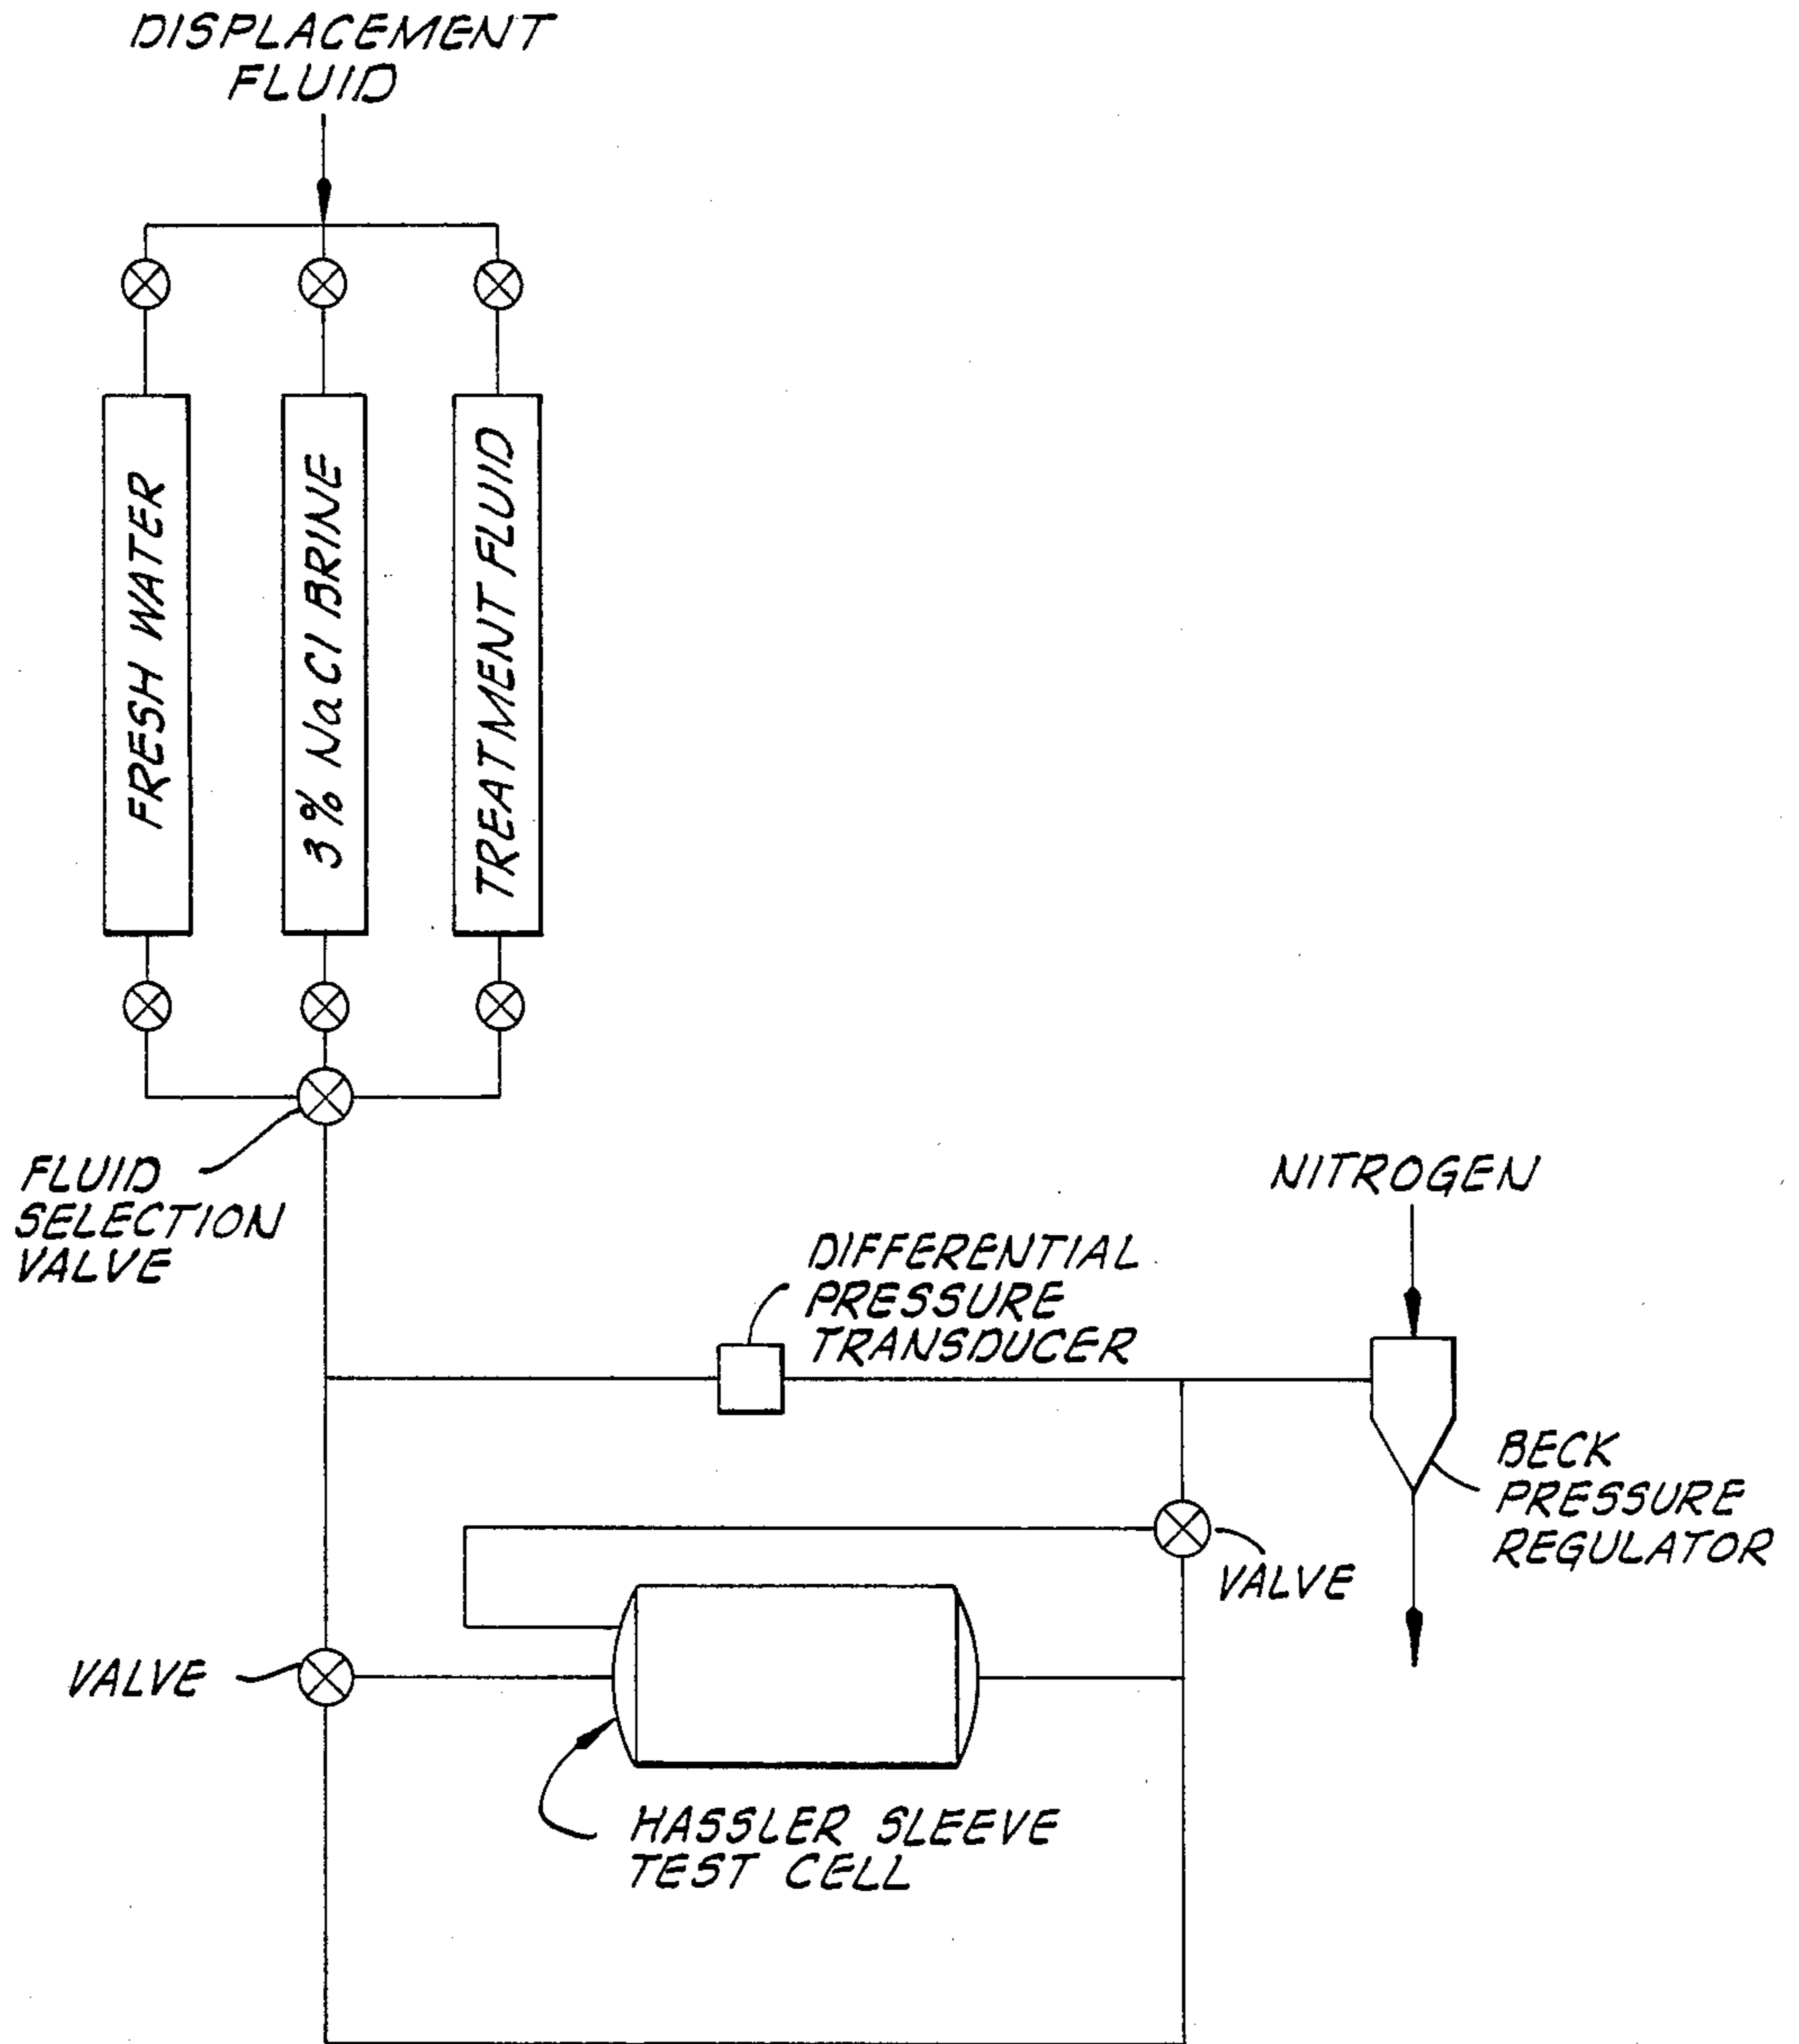 DISPLACEMENT
FLUID
FRESH WATER
3% NaCl BRINE
TREATMENT FLUID
FLUID
SELECTION
VALVE
NITROGEN
DIFFERENTIAL
PRESSURE
TRANSDUCER
BECK
PRESSURE
REGULATOR
VALVE
VALVE
HASSLER SLEEVE
TEST CELL